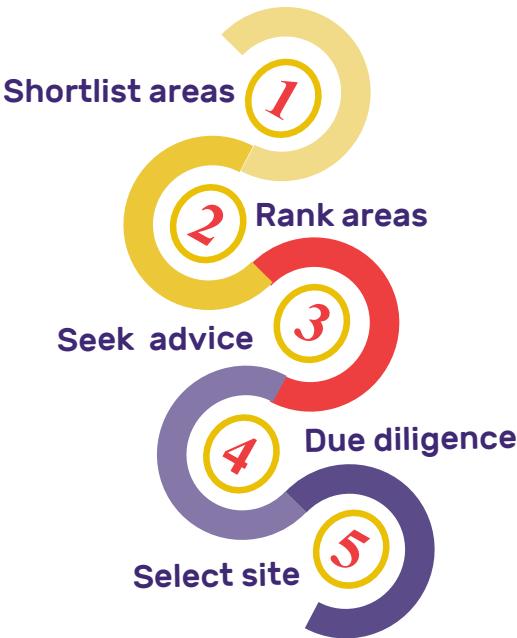 1
Shortlist areas
2
Rank areas
3
Seek advice
4
Due diligence
5
Select site